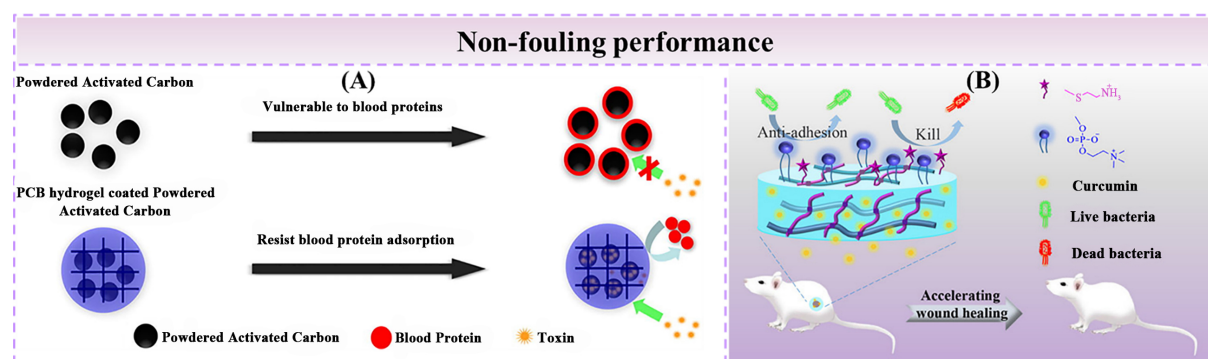 Non-fouling performance
(A)
Powdered Activated Carbon
Vulnerable to blood proteins
PCB hydrogel coated Powdered
Activated Carbon
Resist blood protein adsorption
Powdered Activated Carbon
Blood Protein
Toxin
(B)
Anti-adhesion
Kill
S
NH₃
+
O
O
P
O⁻
O
N
+
Curcumin
Live bacteria
Dead bacteria
Accelerating
wound healing